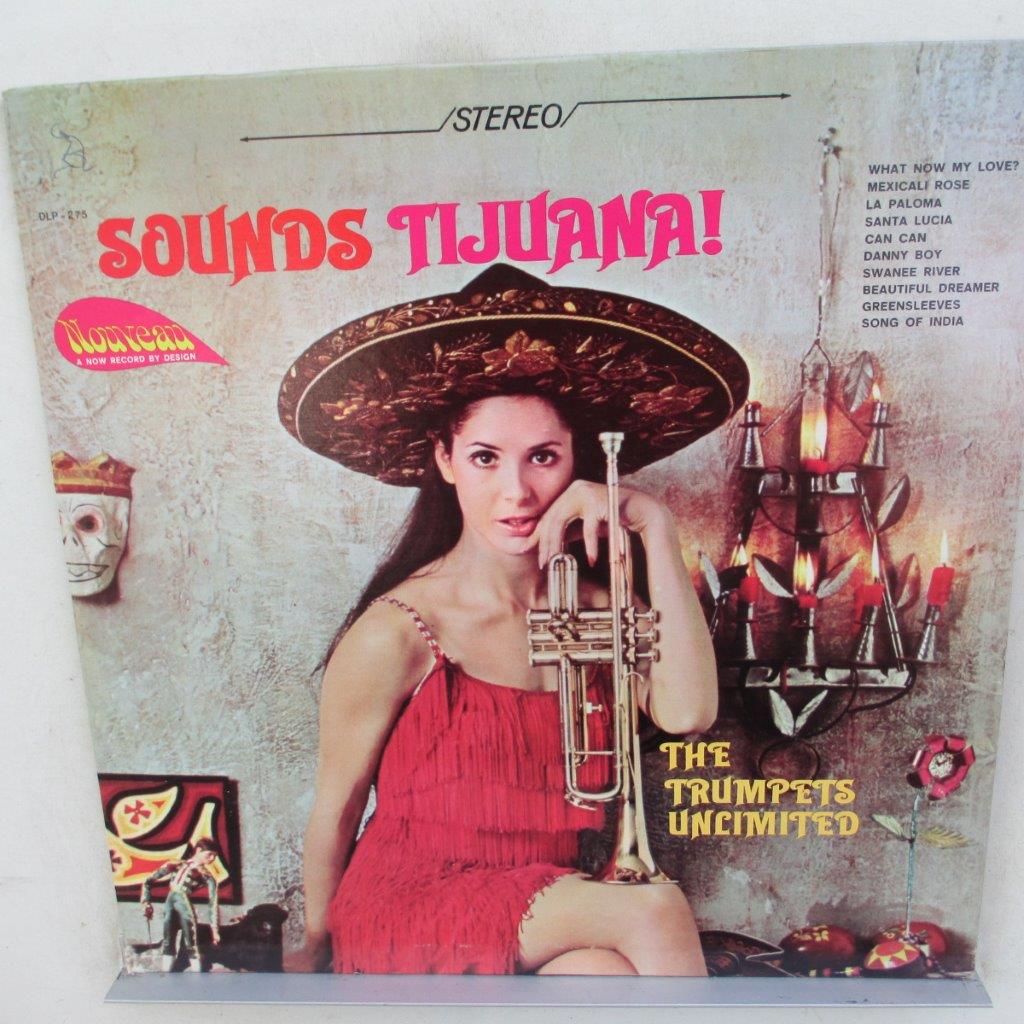 /STEREO/
DLP-275
SOUNDS TIJUANA!
WHAT NOW MY LOVE?
MEXICALI ROSE
LA PALOMA
SANTA LUCIA
CAN CAN
DANNY BOY
SWANEE RIVER
BEAUTIFUL DREAMER
GREENSLEEVES
SONG OF INDIA
Nouveau
A NOW RECORD BY DESIGN
THE
TRUMPETS
UNLIMITED